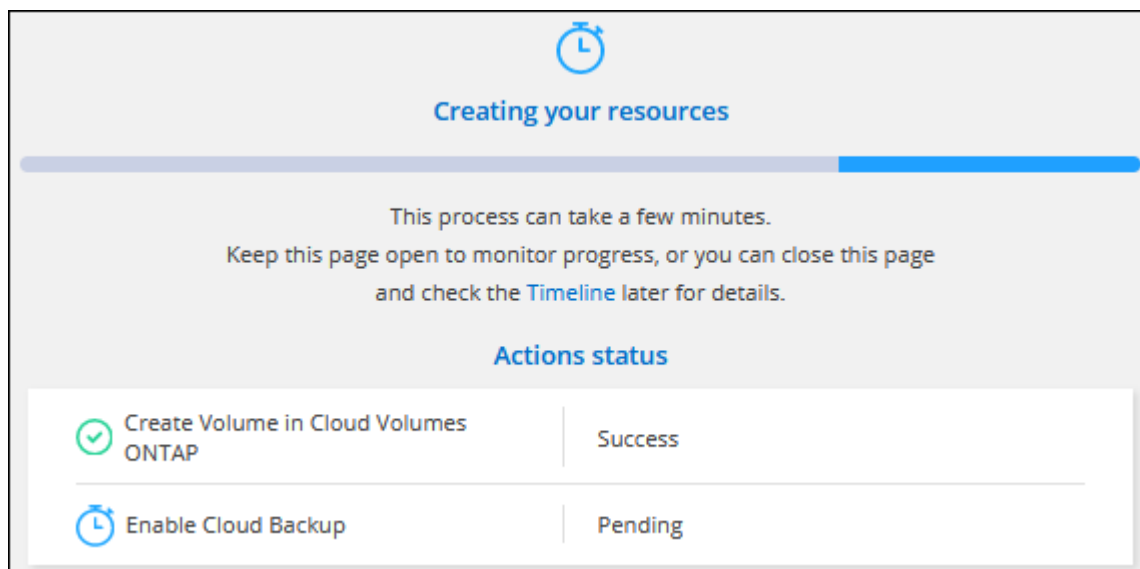 Creating your resources
This process can take a few minutes.
Keep this page open to monitor progress, or you can close this page
and check the Timeline later for details.
Actions status
Create Volume in Cloud Volumes
ONTAP
Success
Enable Cloud Backup
Pending